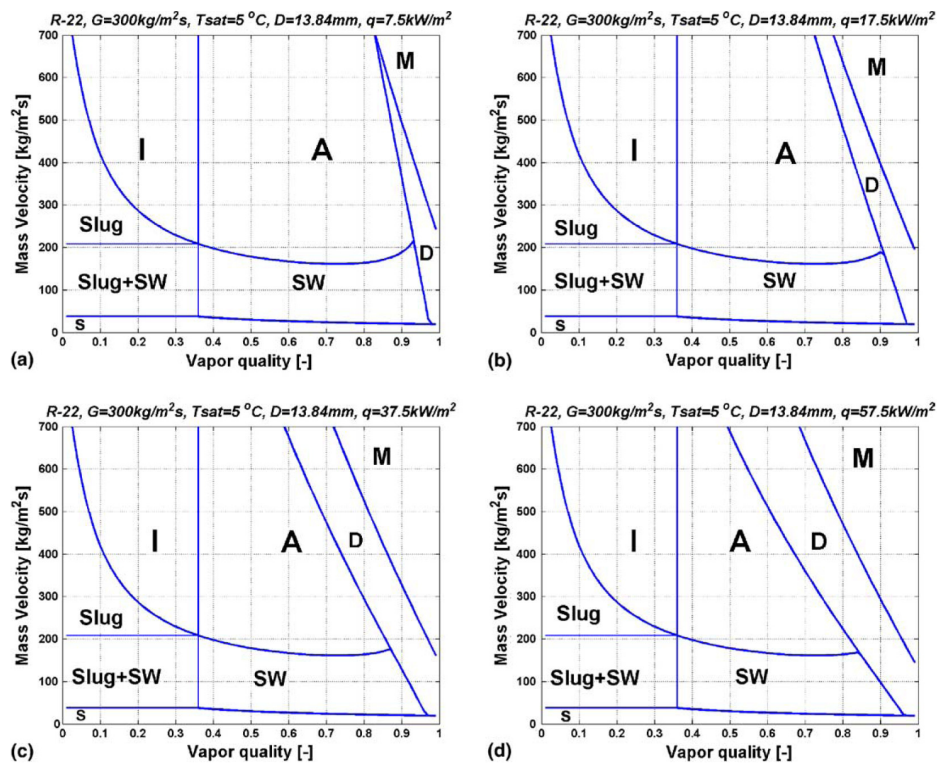 R-22, G=300kg/m²s, Tsat=5 °C, D=13.84mm, q=7.5kW/m²
700
600
500
400
300
200
100
0
Mass Velocity [kg/m²s]
M
I
A
Slug
D
Slug+SW
SW
s
0 0.1 0.2 0.3 0.4 0.5 0.6 0.7 0.8 0.9 1
(a)
Vapor quality [-]
R-22, G=300kg/m²s, Tsat=5 °C, D=13.84mm, q=17.5kW/m²
700
600
500
400
300
200
100
0
Mass Velocity [kg/m²s]
M
I
A
D
Slug
Slug+SW
SW
s
0 0.1 0.2 0.3 0.4 0.5 0.6 0.7 0.8 0.9 1
(b)
Vapor quality [-]
R-22, G=300kg/m²s, Tsat=5 °C, D=13.84mm, q=37.5kW/m²
700
600
500
400
300
200
100
0
Mass Velocity [kg/m²s]
M
I
A
D
Slug
Slug+SW
SW
s
0 0.1 0.2 0.3 0.4 0.5 0.6 0.7 0.8 0.9 1
(c)
Vapor quality [-]
R-22, G=300kg/m²s, Tsat=5 °C, D=13.84mm, q=57.5kW/m²
700
600
500
400
300
200
100
0
Mass Velocity [kg/m²s]
M
I
A
D
Slug
Slug+SW
SW
s
0 0.1 0.2 0.3 0.4 0.5 0.6 0.7 0.8 0.9 1
(d)
Vapor quality [-]